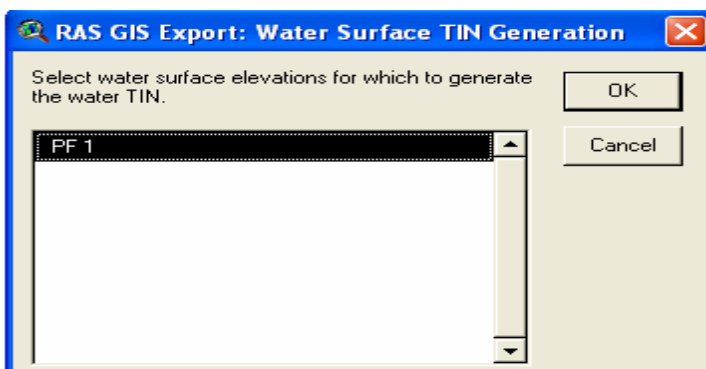 RAS GIS Export: Water Surface TIN Generation
Select water surface elevations for which to generate
the water TIN.
OK
PF 1
Cancel